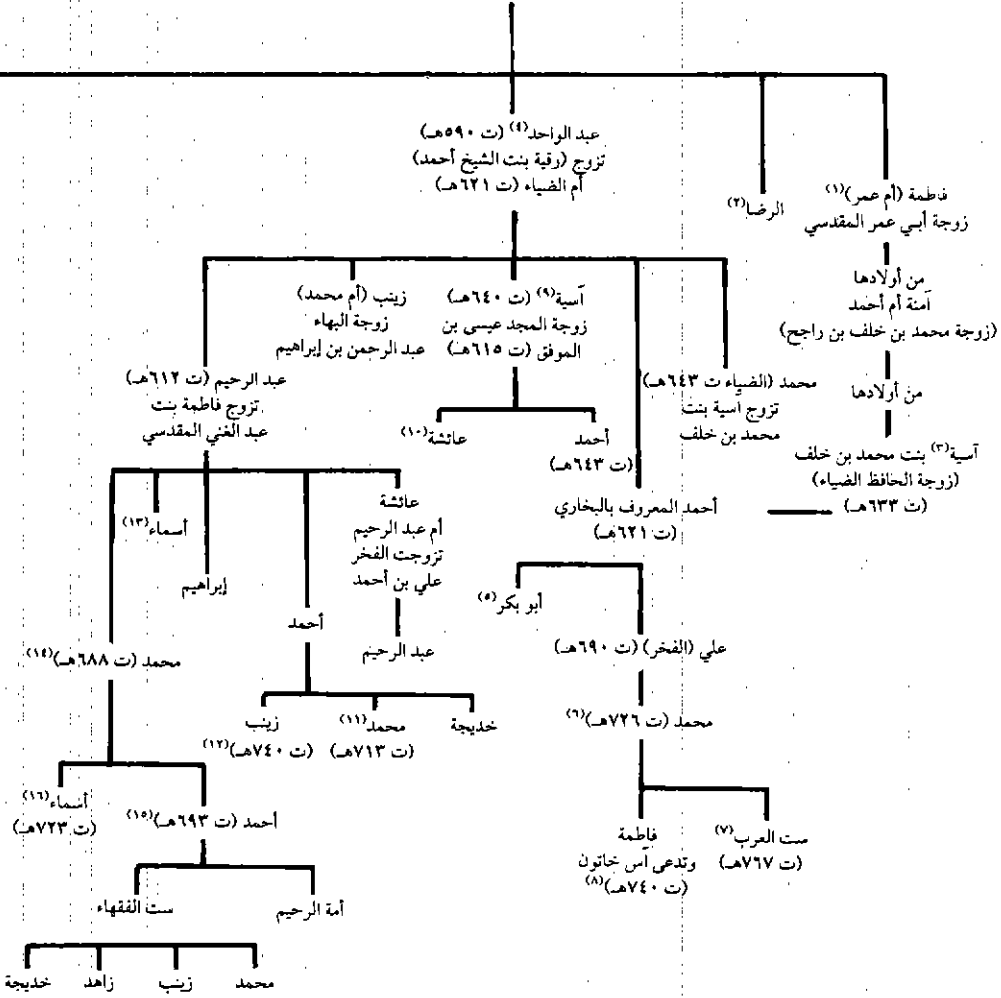 عبد الواحد(٤) (ت ٥٩٠هـ)
تزوج (رقية بنت الشيخ أحمد)
أم الضياء (ت ٦٢١هـ)
فاطمة (أم عمر)(١)
زوجة أبي عمر المقدسي
الرضا(٢)
من أولادها
آمنة أم أحمد
(زوجة محمد بن خلف بن راجح)
من أولادها
آسية(٣) بنت محمد بن خلف
(زوجة الحافظ الضياء)
(ت ٦٣٣هـ)
محمد (الضياء ت ٦٤٣هـ)
تزوج آسية بنت
محمد بن خلف
أحمد المعروف بالبخاري
(ت ٦٢١هـ)
آسية(٩) (ت ٦٤٠هـ)
زوجة المجد عيسى بن
الموفق (ت ٦١٥هـ)
زينب (أم محمد)
زوجة البهاء
عبد الرحمن بن إبراهيم
عبد الرحيم (ت ٦١٢هـ)
تزوج فاطمة بنت
عبد الغني المقدسي
أحمد
(ت ٦٤٣هـ)
عائشة(١٠)
أبو بكر(٥)
علي (الفخر) (ت ٦٩٠هـ)
محمد (ت ٧٢٦هـ)(٦)
ست العرب(٧)
(ت ٧٦٧هـ)
فاطمة
وتدعى آس خاتون
(ت ٧٤٠هـ)(٨)
عائشة
أم عبد الرحيم
تزوجت الفخر
علي بن أحمد
عبد الرحيم
أحمد
خديجة
محمد(١١)
(ت ٧١٣هـ)
زينب
(ت ٧٤٠هـ)(١٢)
إبراهيم
أسماء(١٣)
محمد (ت ٦٨٨هـ)(١٤)
أحمد (ت ٦٩٣هـ)(١٥)
أسماء(١٦)
(ت ٧٢٣هـ)
أمة الرحيم
ست الفقهاء
محمد
زينب
زاهد
خديجة